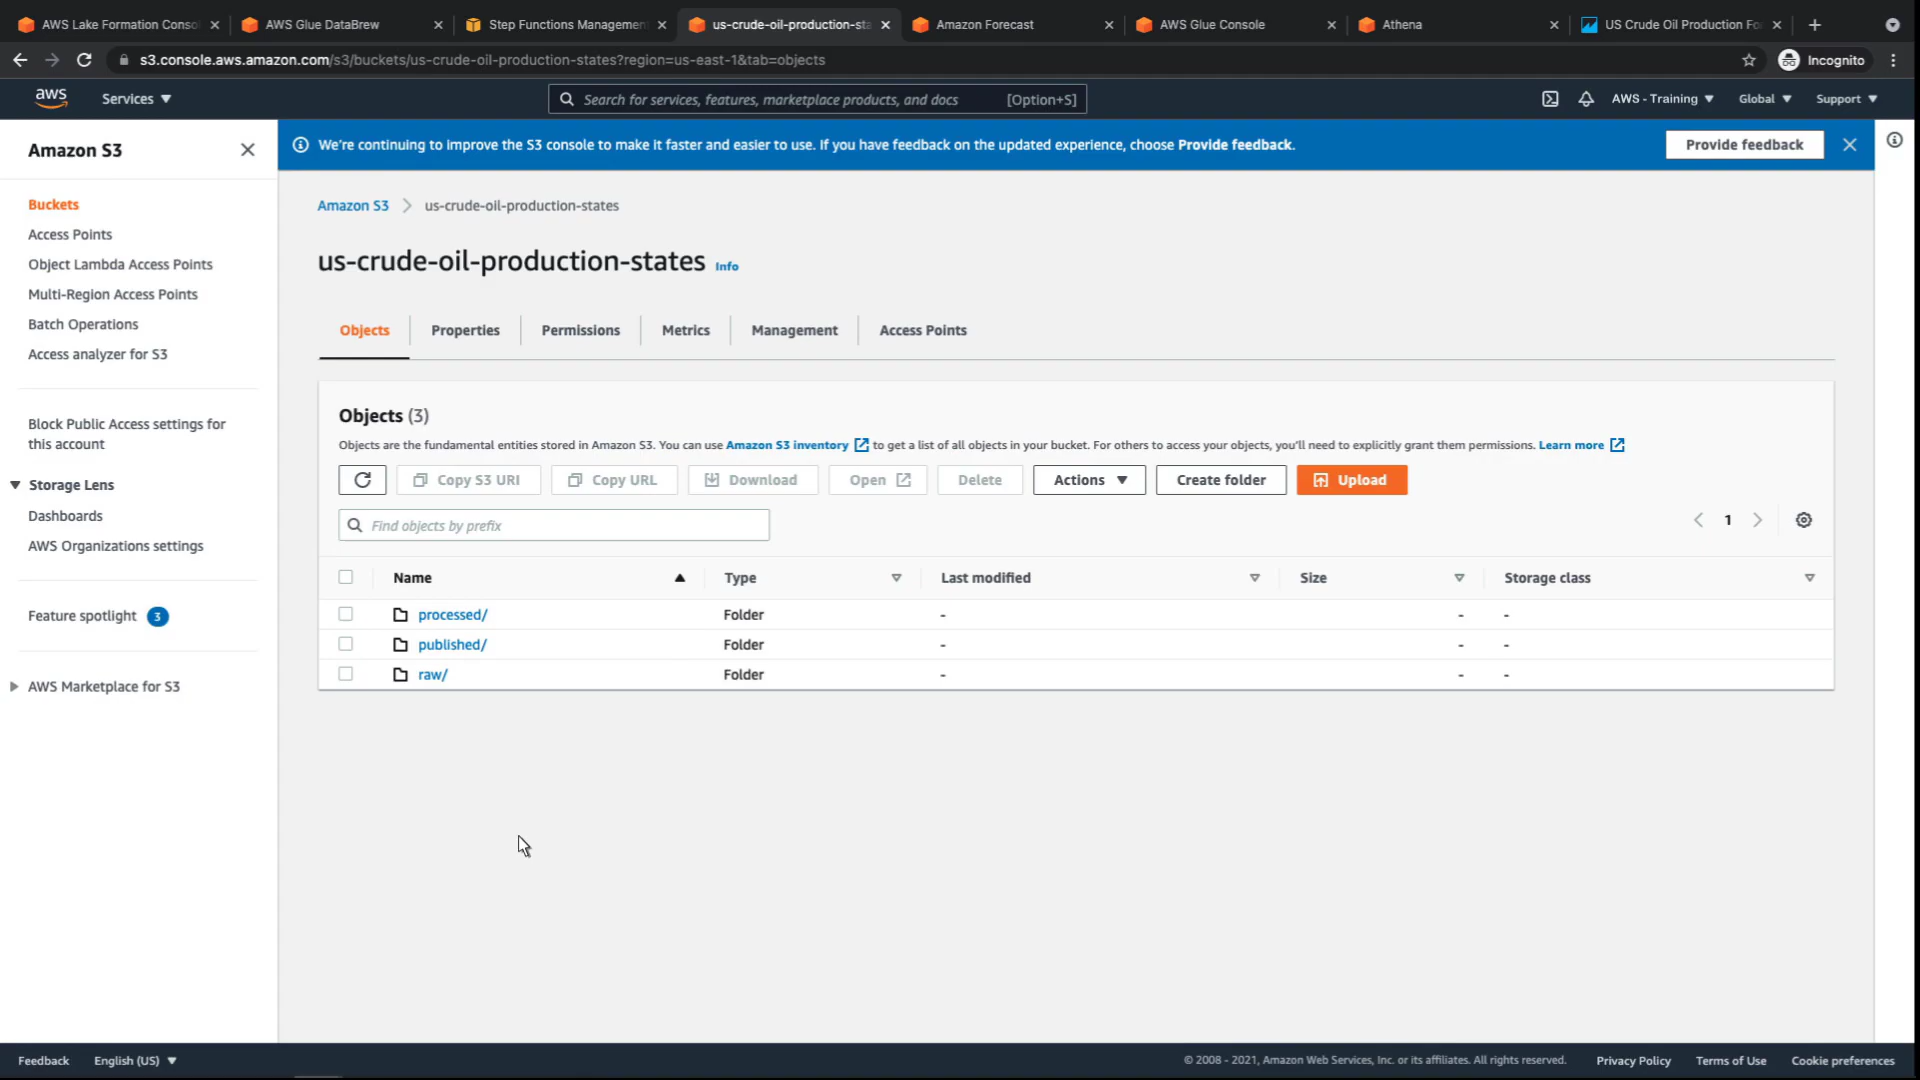 AWS Lake Formation Conso
AWS Glue DataBrew
Step Functions Managemen
us-crude-oil-production-sta
Amazon Forecast
AWS Glue Console
Athena
US Crude Oil Production Fo
s3.console.aws.amazon.com/s3/buckets/us-crude-oil-production-states?region=us-east-1&tab=objects
Incognito
aws
Services
Search for services, features, marketplace products, and docs
[Option+S]
AWS - Training
Global
Support
Amazon S3
We're continuing to improve the S3 console to make it faster and easier to use. If you have feedback on the updated experience, choose Provide feedback.
Provide feedback
Buckets
Access Points
Object Lambda Access Points
Multi-Region Access Points
Batch Operations
Access analyzer for S3
Block Public Access settings for
this account
Storage Lens
Dashboards
AWS Organizations settings
Feature spotlight 3
AWS Marketplace for S3
Amazon S3 > us-crude-oil-production-states
us-crude-oil-production-states Info
Objects
Properties
Permissions
Metrics
Management
Access Points
Objects (3)
Objects are the fundamental entities stored in Amazon S3. You can use Amazon S3 inventory to get a list of all objects in your bucket. For others to access your objects, you'll need to explicitly grant them permissions. Learn more
Copy S3 URI
Copy URL
Download
Open
Delete
Actions
Create folder
Upload
Find objects by prefix
1
Name Type Last modified Size Storage class
processed/ Folder - - -
published/ Folder - - -
raw/ Folder - - -
Feedback
English (US)
© 2008 - 2021, Amazon Web Services, Inc. or its affiliates. All rights reserved.
Privacy Policy
Terms of Use
Cookie preferences